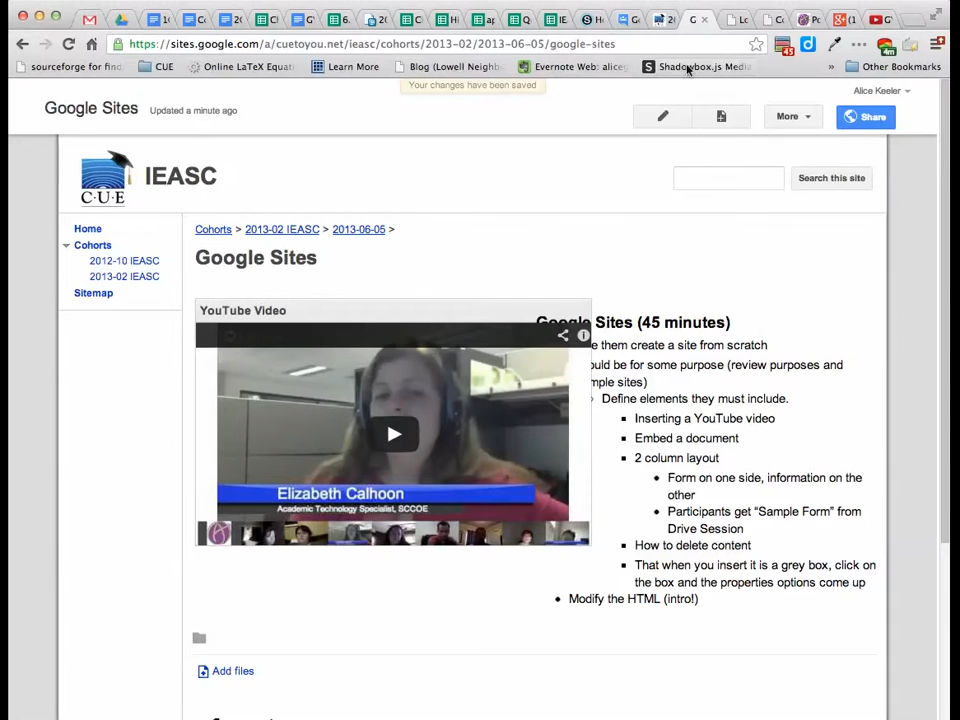 https://sites.google.com/a/cuetoyou.net/ieasc/cohorts/2013-02/2013-06-05/google-sites
sourceforge for find
CUE
Online LaTeX Equati
Learn More
Blog (Lowell Neighb
Evernote Web: aliceg
Shadowbox.js Media
»
Other Bookmarks
Your changes have been saved
Alice Keeler
Google Sites
Updated a minute ago
More
Share
C·U·E
IEASC
Search this site
Home
Cohorts
2012-10 IEASC
2013-02 IEASC
Sitemap
Cohorts > 2013-02 IEASC > 2013-06-05 >
Google Sites
YouTube Video
Elizabeth Calhoon
Academic Technology Specialist, SCCOE
Google Sites (45 minutes)
e them create a site from scratch
ould be for some purpose (review purposes and
mple sites)
Define elements they must include.
Inserting a YouTube video
Embed a document
2 column layout
Form on one side, information on the
other
Participants get “Sample Form” from
Drive Session
How to delete content
That when you insert it is a grey box, click on
the box and the properties options come up
Modify the HTML (intro!)
Add files